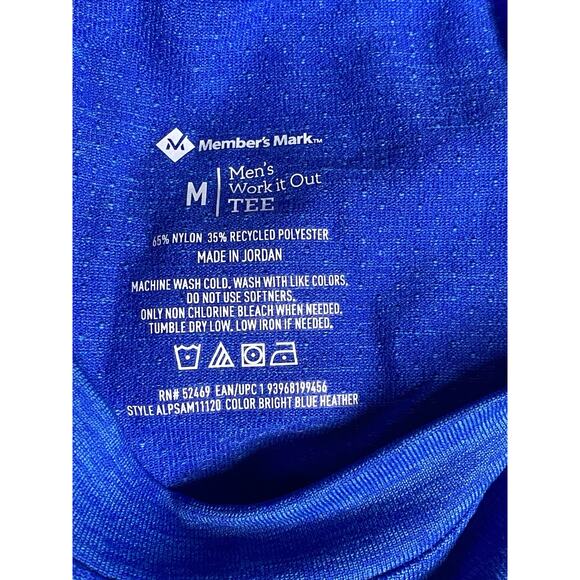 Member's Mark™
M
Men's
Work it Out
TEE
65% NYLON 35% RECYCLED POLYESTER
MADE IN JORDAN
MACHINE WASH COLD. WASH WITH LIKE COLORS.
DO NOT USE SOFTNERS.
ONLY NON CHLORINE BLEACH WHEN NEEDED.
TUMBLE DRY LOW. LOW IRON IF NEEDED.
RN# 52469 EAN/UPC 1 93968199456
STYLE ALPSAM11120 COLOR BRIGHT BLUE HEATHER